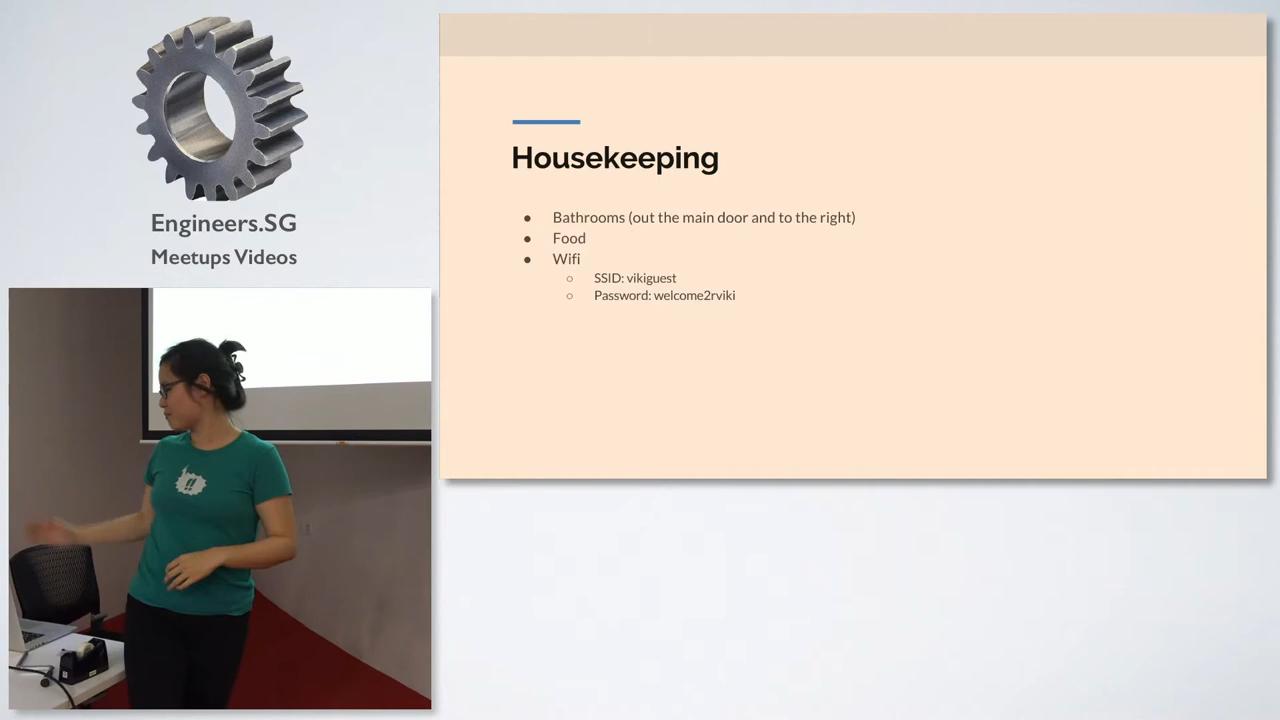 Engineers.SG
Meetups Videos
Housekeeping
● Bathrooms (out the main door and to the right)
● Food
● Wifi
○ SSID: vikiguest
○ Password: welcome2rviki
!!